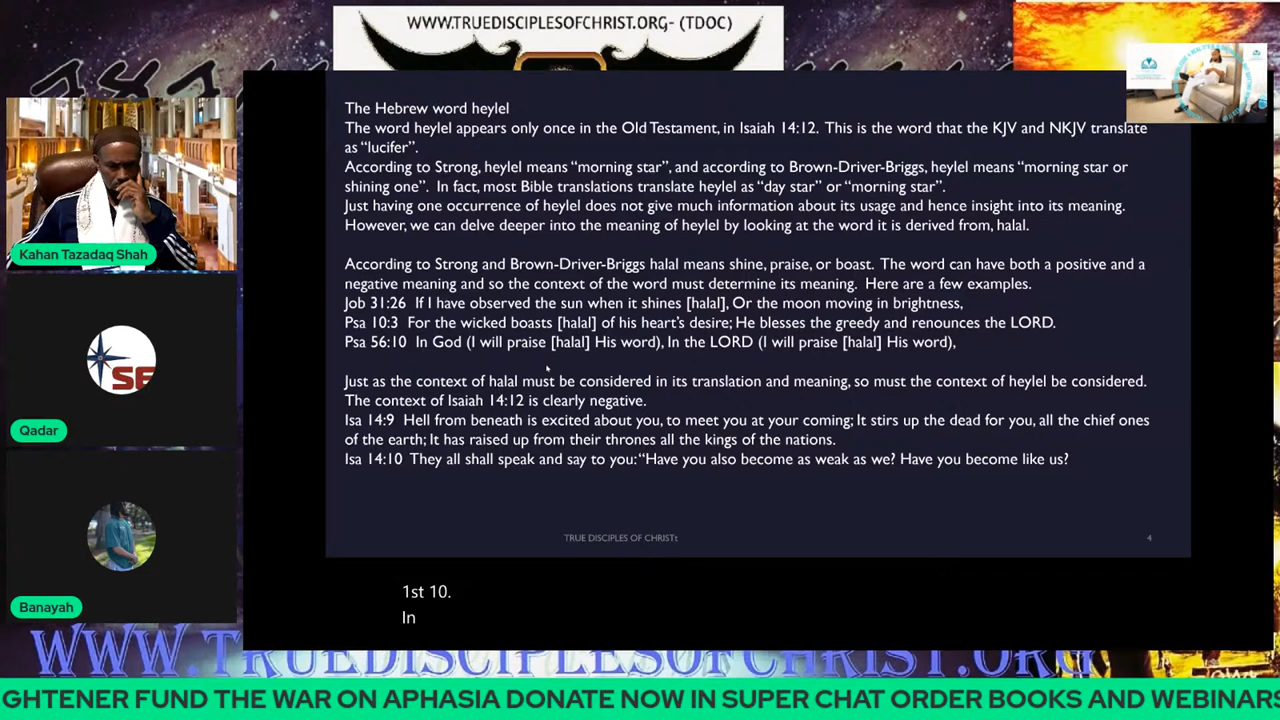 WWW.TRUEDISCIPLESOFCHRIST.ORG- (TDOC)
The Hebrew word heylel
The word heylel appears only once in the Old Testament, in Isaiah 14:12. This is the word that the KJV and NKJV translate
as “lucifer”.
According to Strong, heylel means “morning star”, and according to Brown-Driver-Briggs, heylel means “morning star or
shining one”. In fact, most Bible translations translate heylel as “day star” or “morning star”.
Just having one occurrence of heylel does not give much information about its usage and hence insight into its meaning.
However, we can delve deeper into the meaning of heylel by looking at the word it is derived from, halal.
According to Strong and Brown-Driver-Briggs halal means shine, praise, or boast. The word can have both a positive and a
negative meaning and so the context of the word must determine its meaning. Here are a few examples.
Job 31:26 If I have observed the sun when it shines [halal], Or the moon moving in brightness,
Psa 10:3 For the wicked boasts [halal] of his heart’s desire; He blesses the greedy and renounces the LORD.
Psa 56:10 In God (I will praise [halal] His word), In the LORD (I will praise [halal] His word),
Just as the context of halal must be considered in its translation and meaning, so must the context of heylel be considered.
The context of Isaiah 14:12 is clearly negative.
Isa 14:9 Hell from beneath is excited about you, to meet you at your coming; It stirs up the dead for you, all the chief ones
of the earth; It has raised up from their thrones all the kings of the nations.
Isa 14:10 They all shall speak and say to you: “Have you also become as weak as we? Have you become like us?
TRUE DISCIPLES OF CHRISTt
4
Kahan Tazadaq Shah
SE
Qadar
Banayah
1st 10.
In
WWW.TRUEDISCIPLESOFCHRIST.ORG
GHTENER FUND THE WAR ON APHASIA DONATE NOW IN SUPER CHAT ORDER BOOKS AND WEBINARS